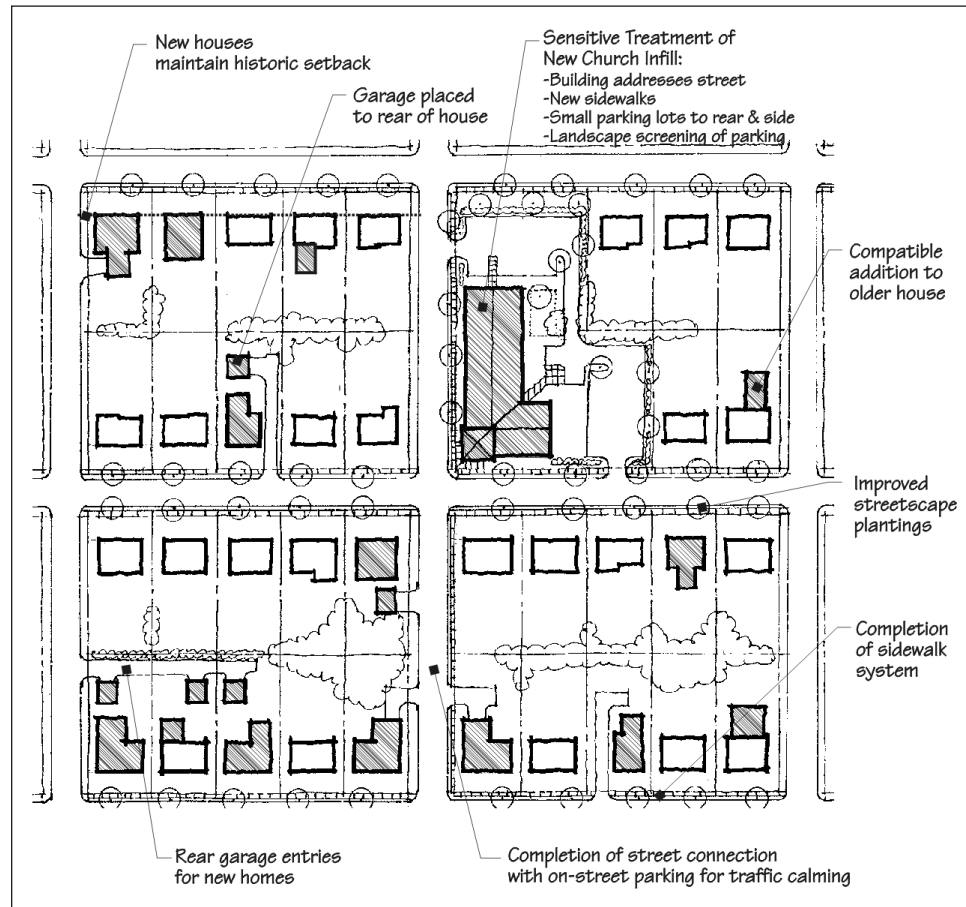 New houses
maintain historic setback
Garage placed
to rear of house
Sensitive Treatment of
New Church Infill:
-Building addresses street
-New sidewalks
-Small parking lots to rear & side
-Landscape screening of parking
Compatible
addition to
older house
Improved
streetscape
plantings
Completion
of sidewalk
system
Rear garage entries
for new homes
Completion of street connection
with on-street parking for traffic calming